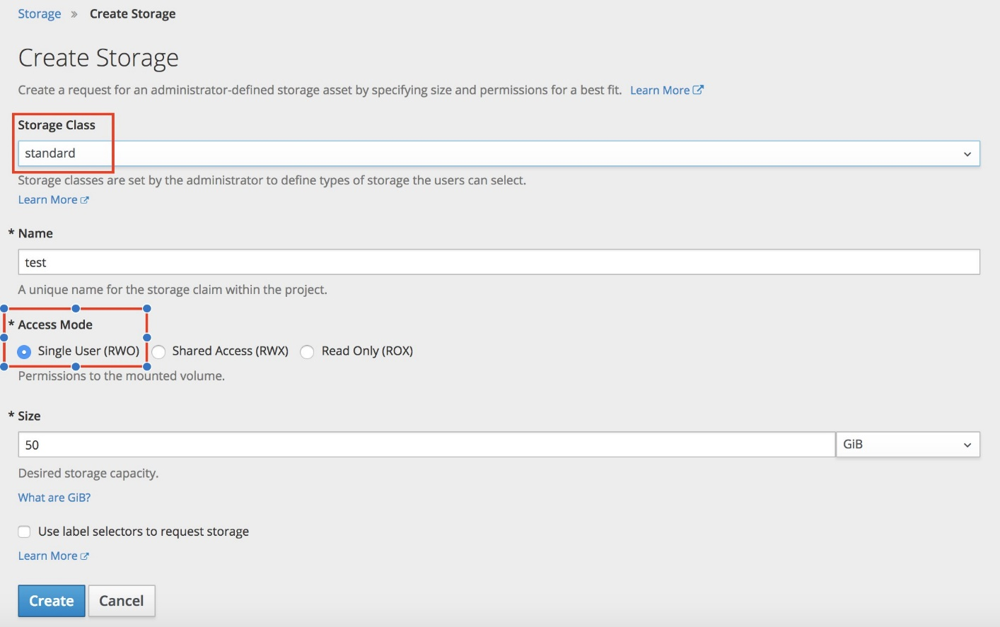 Storage » Create Storage
Create Storage
Create a request for an administrator-defined storage asset by specifying size and permissions for a best fit. Learn More
Storage Class
standard
Storage classes are set by the administrator to define types of storage the users can select.
Learn More
* Name
test
A unique name for the storage claim within the project.
* Access Mode
Single User (RWO) Shared Access (RWX) Read Only (ROX)
Permissions to the mounted volume.
* Size
50 GiB
Desired storage capacity.
What are GiB?
Use label selectors to request storage
Learn More
Create Cancel